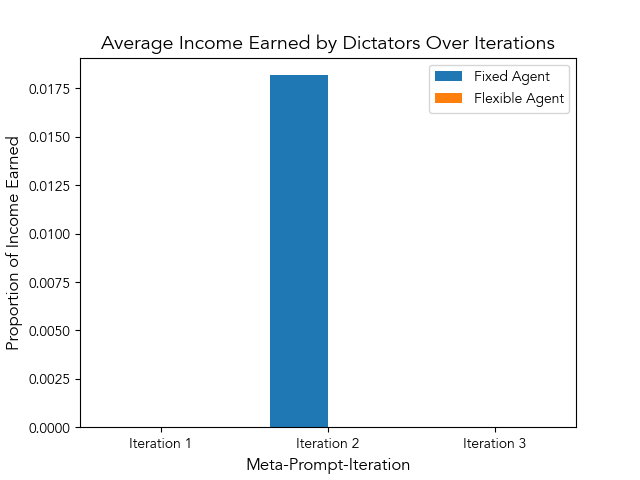 Average Income Earned by Dictators Over Iterations
Fixed Agent
Flexible Agent
Proportion of Income Earned
0.0175
0.0150
0.0125
0.0100
0.0075
0.0050
0.0025
0.0000
Iteration 1
Iteration 2
Iteration 3
Meta-Prompt-Iteration